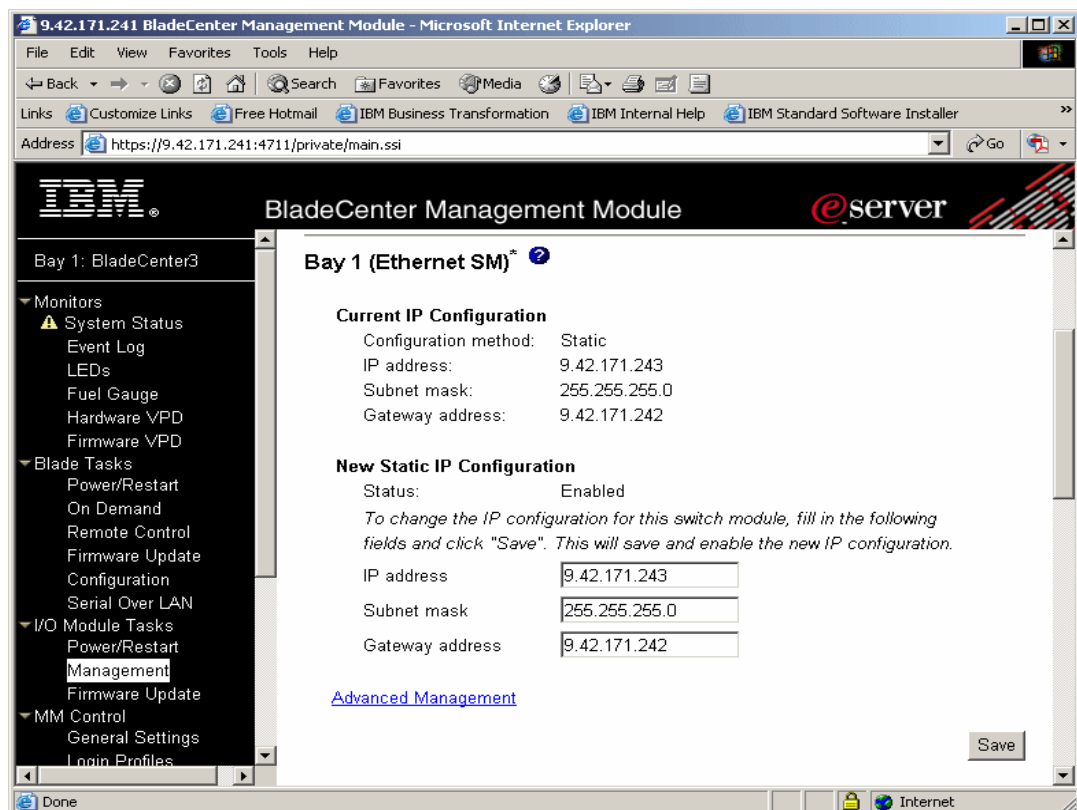 9.42.171.241 BladeCenter Management Module - Microsoft Internet Explorer
File Edit View Favorites Tools Help
Back Search Favorites Media
Links Customize Links Free Hotmail IBM Business Transformation IBM Internal Help IBM Standard Software Installer »
Address https://9.42.171.241:4711/private/main.ssi Go
IBM® BladeCenter Management Module eserver
Bay 1: BladeCenter3
Monitors
System Status
Event Log
LEDs
Fuel Gauge
Hardware VPD
Firmware VPD
Blade Tasks
Power/Restart
On Demand
Remote Control
Firmware Update
Configuration
Serial Over LAN
I/O Module Tasks
Power/Restart
Management
Firmware Update
MM Control
General Settings
Login Profiles
Bay 1 (Ethernet SM)* ?
Current IP Configuration
Configuration method: Static
IP address: 9.42.171.243
Subnet mask: 255.255.255.0
Gateway address: 9.42.171.242
New Static IP Configuration
Status: Enabled
To change the IP configuration for this switch module, fill in the following
fields and click "Save". This will save and enable the new IP configuration.
IP address 9.42.171.243
Subnet mask 255.255.255.0
Gateway address 9.42.171.242
Advanced Management
Save
Done Internet